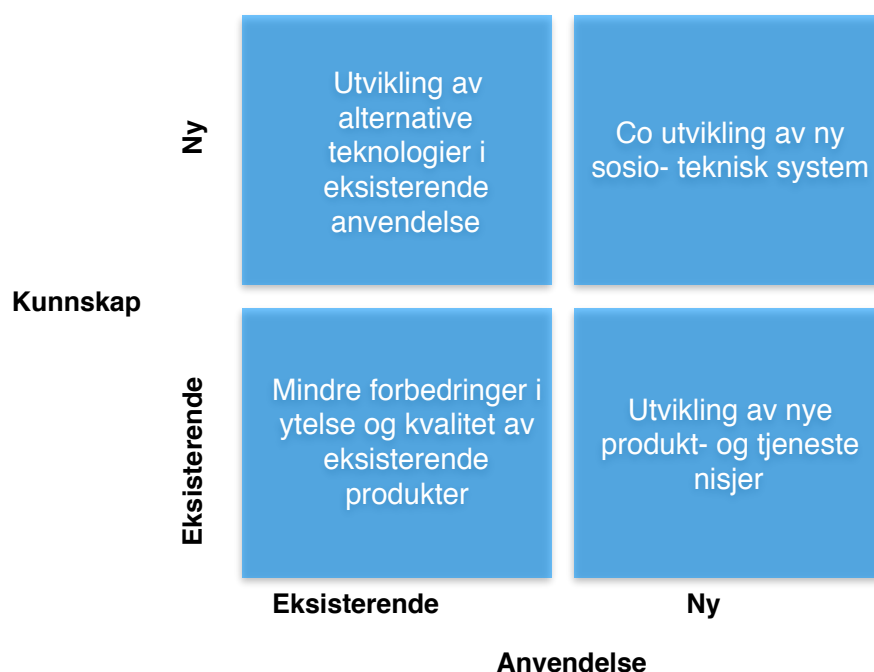 Ny
Utvikling av
alternative
teknologier i
eksisterende
anvendelse
Co utvikling av ny
sosio- teknisk system
Kunnskap
Eksisterende
Mindre forbedringer i
ytelse og kvalitet av
eksisterende
produkter
Utvikling av nye
produkt- og tjeneste
nisjer
Eksisterende
Ny
Anvendelse